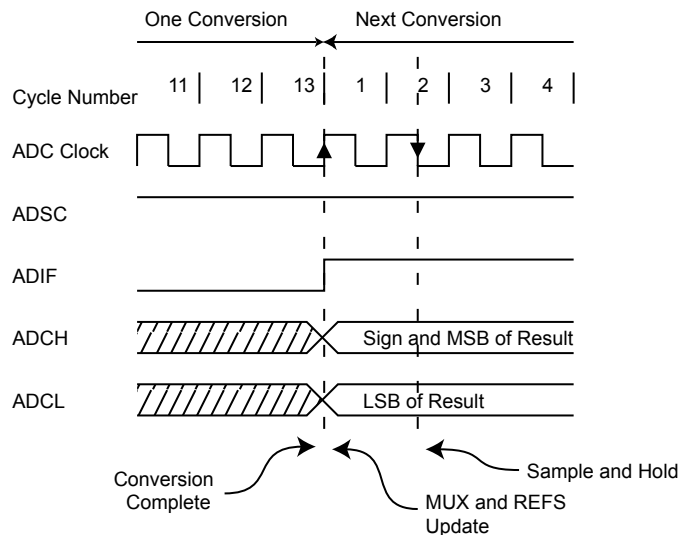 One Conversion Next Conversion
Cycle Number 11 12 13 1 2 3 4
ADC Clock
ADSC
ADIF
ADCH Sign and MSB of Result
ADCL LSB of Result
Conversion
Complete
MUX and REFS
Update
Sample and Hold